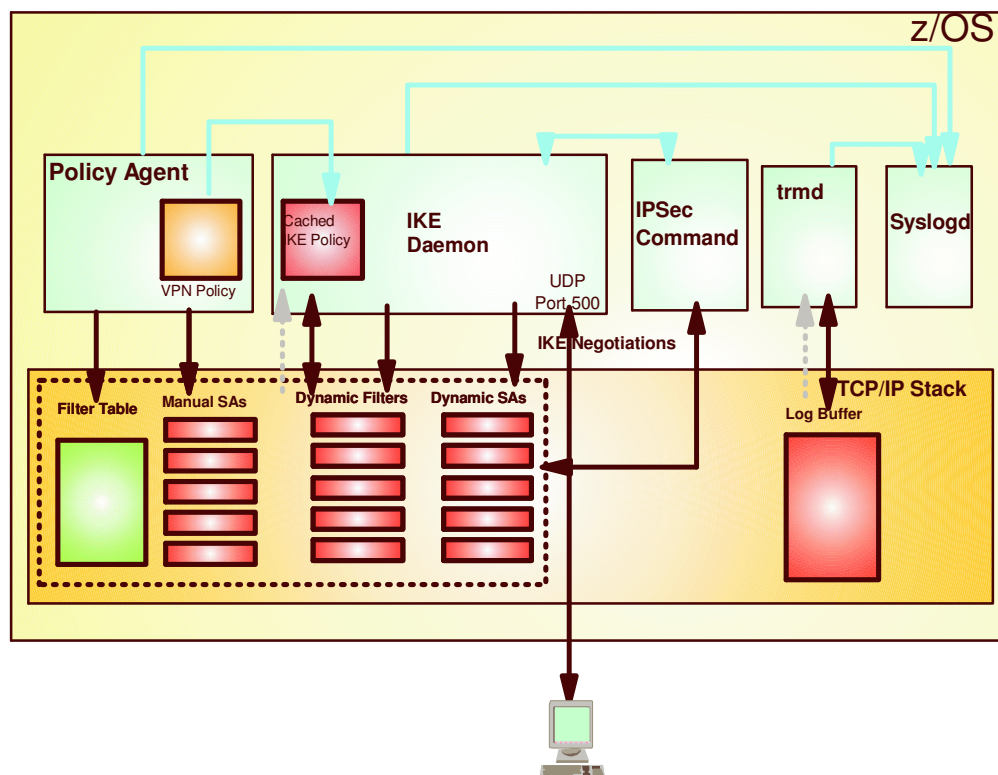 z/OS
Policy Agent
VPN Policy
Cached
IKE Policy
IKE
Daemon
UDP
Port 500
IPSec
Command
trmd
Syslogd
IKE Negotiations
TCP/IP Stack
Filter Table
Manual SAs
Dynamic Filters
Dynamic SAs
Log Buffer